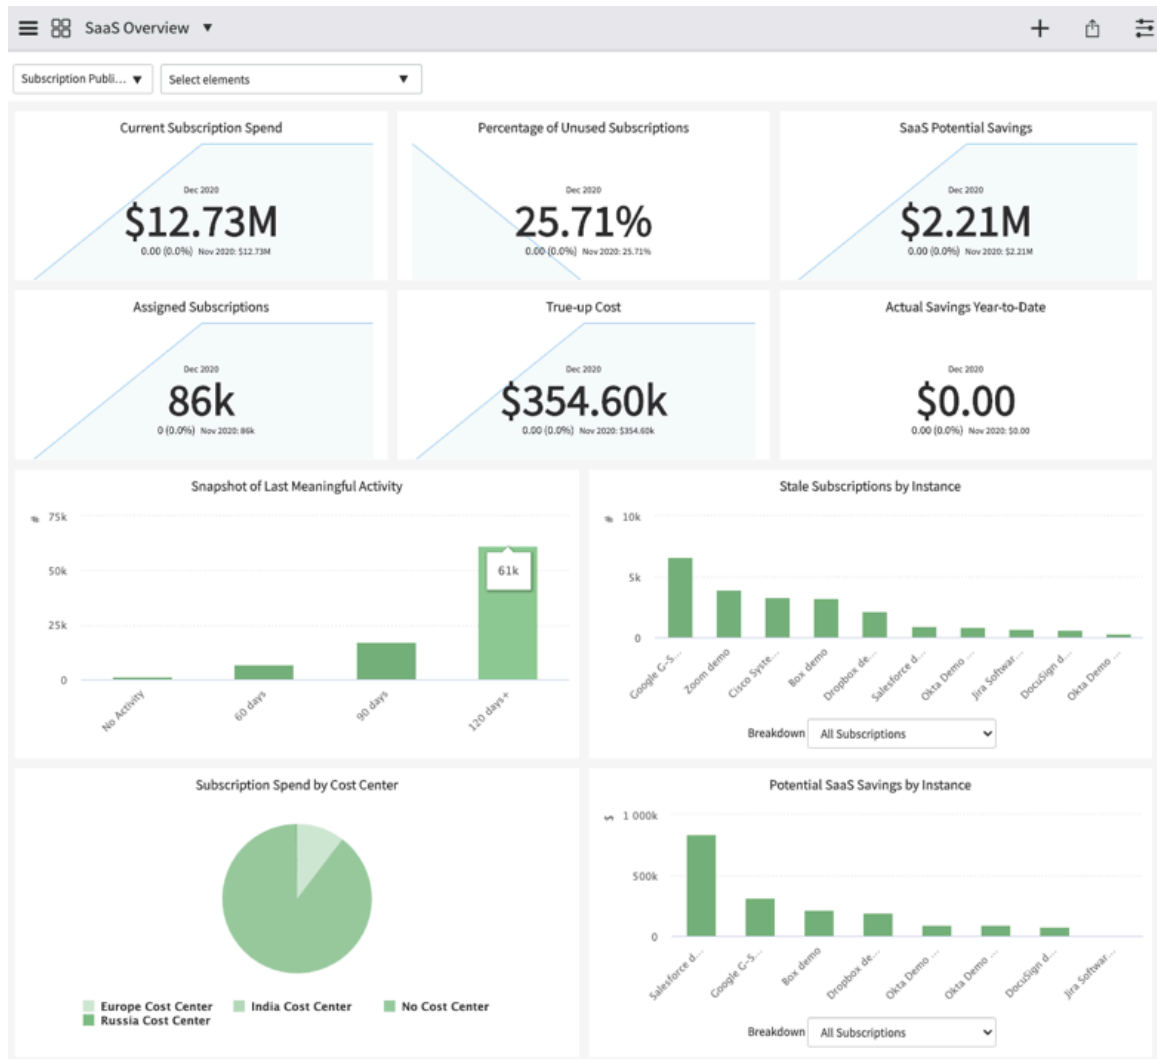 SaaS Overview ▼
Subscription Publi... ▼ Select elements ▼
Current Subscription Spend
Dec 2020
$12.73M
0.00 (0.0%) Nov 2020: $12.73M
Percentage of Unused Subscriptions
Dec 2020
25.71%
0.00 (0.0%) Nov 2020: 25.71%
SaaS Potential Savings
Dec 2020
$2.21M
0.00 (0.0%) Nov 2020: $2.21M
Assigned Subscriptions
Dec 2020
86k
0 (0.0%) Nov 2020: 86k
True-up Cost
Dec 2020
$354.60k
0.00 (0.0%) Nov 2020: $354.60k
Actual Savings Year-to-Date
Dec 2020
$0.00
0.00 (0.0%) Nov 2020: $0.00
Snapshot of Last Meaningful Activity
#
75k
50k
25k
0
61k
No Activity
60 days
90 days
120 days+
Stale Subscriptions by Instance
#
10k
5k
0
Google G-S...
Zoom demo
Cisco Syste...
Box demo
Dropbox de...
Salesforce d...
Okta Demo ...
Jira Softwar...
DocuSign d...
Okta Demo ...
Breakdown All Subscriptions
Subscription Spend by Cost Center
Europe Cost Center India Cost Center No Cost Center
Russia Cost Center
Potential SaaS Savings by Instance
$
1 000k
500k
0
Salesforce d...
Google G-S...
Box demo
Dropbox de...
Okta Demo ...
Okta Demo ...
DocuSign d...
Jira Softwar...
Breakdown All Subscriptions